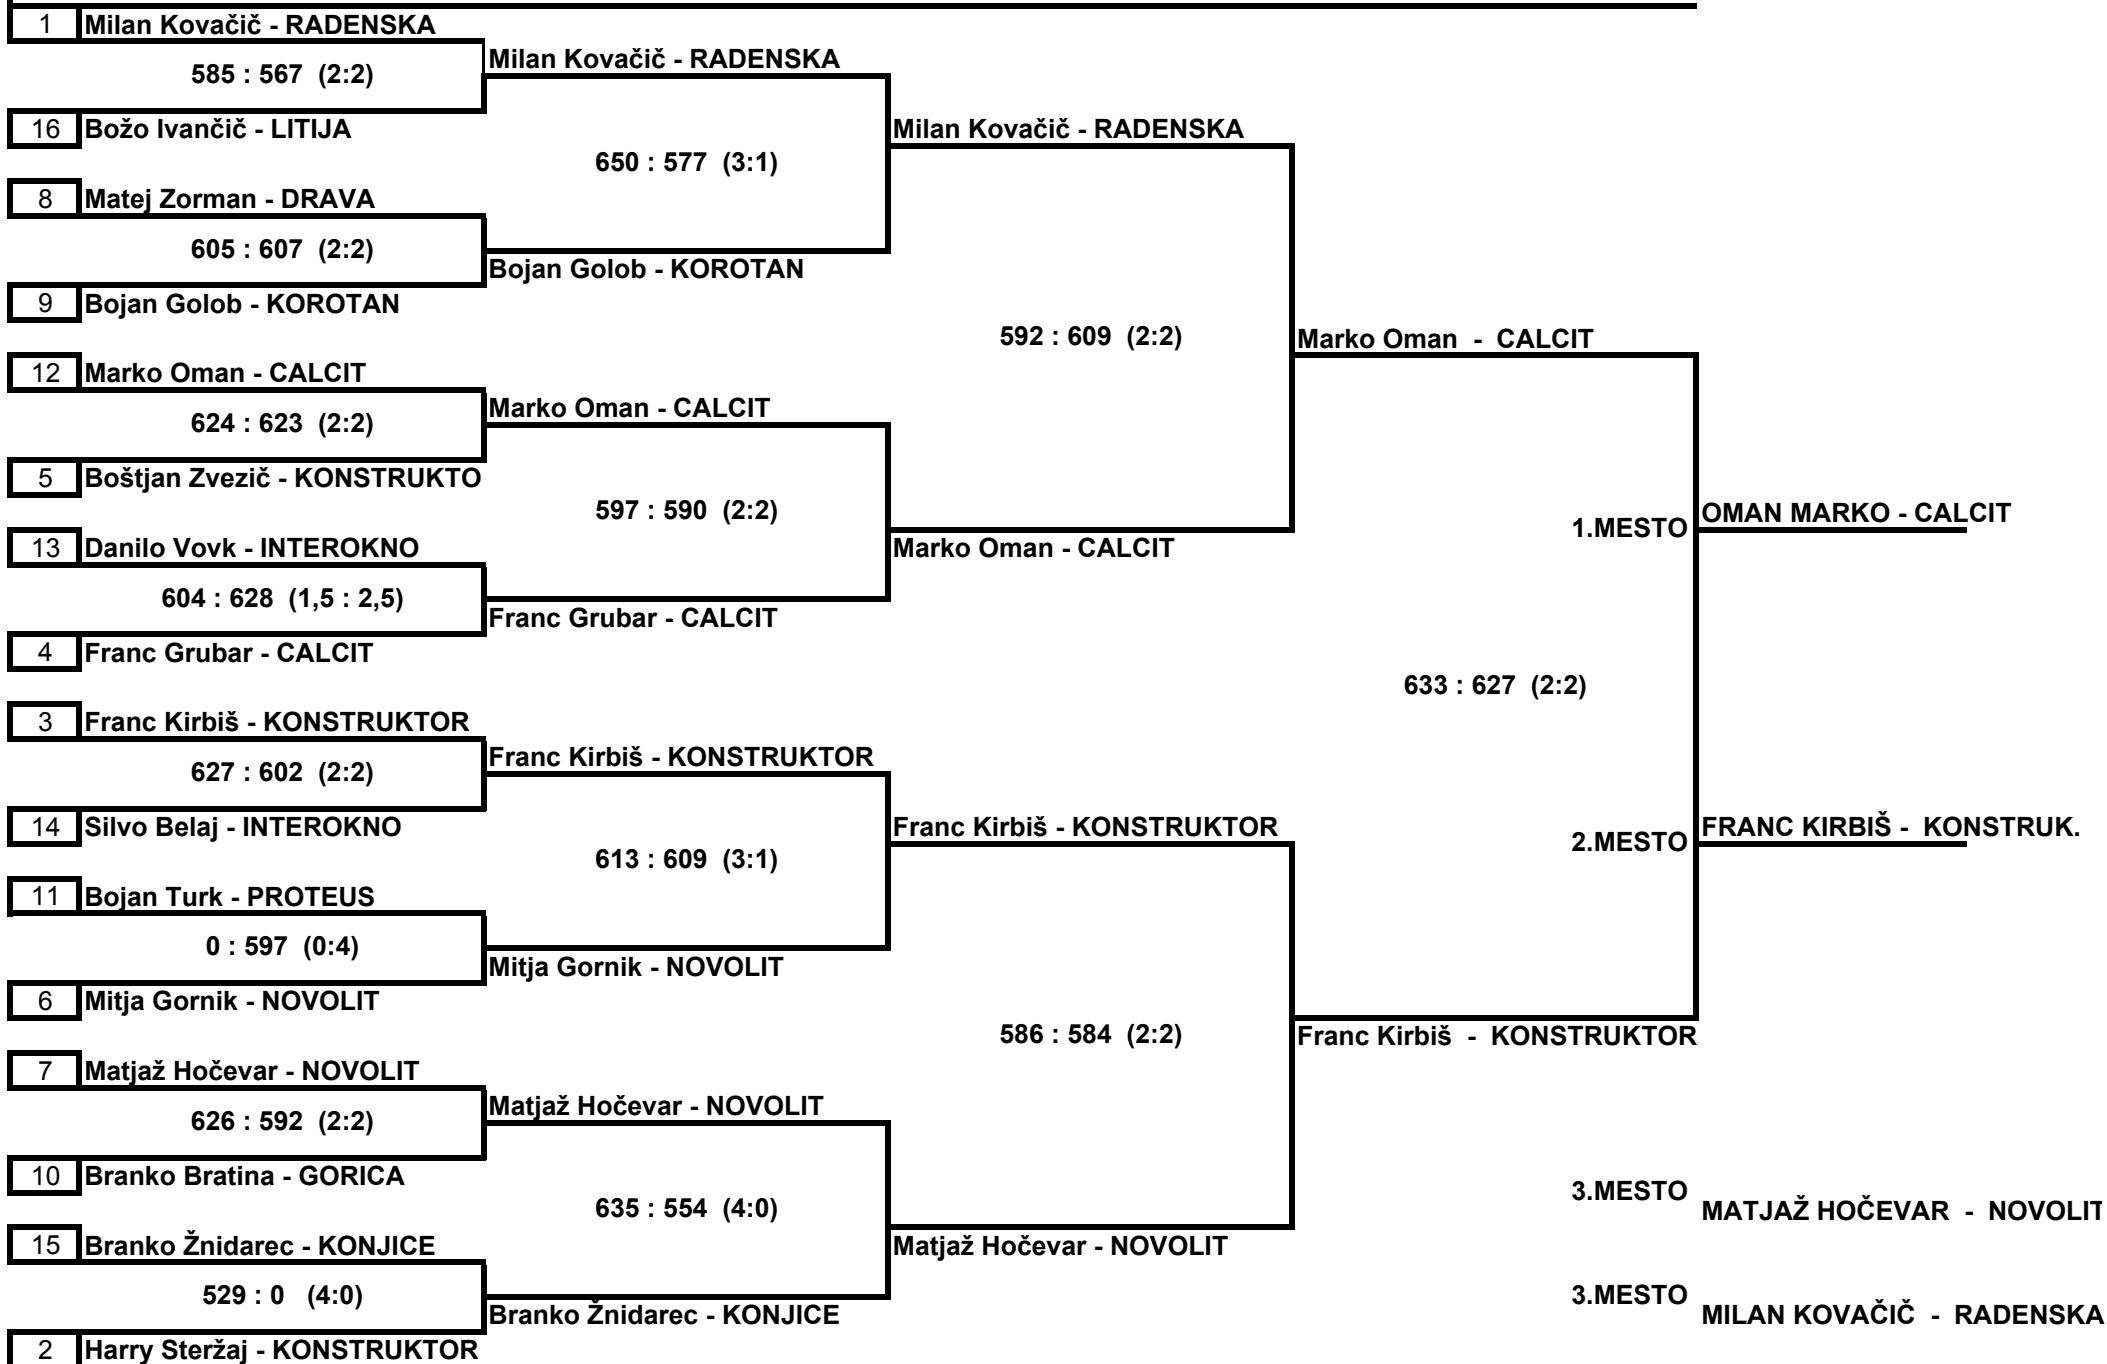 1 Milan Kovačič - RADENSKA
585 : 567 (2:2)
Milan Kovačič - RADENSKA
16 Božo Ivančič - LITIJA
Milan Kovačič - RADENSKA
650 : 577 (3:1)
8 Matej Zorman - DRAVA
605 : 607 (2:2)
Bojan Golob - KOROTAN
9 Bojan Golob - KOROTAN
592 : 609 (2:2)
Marko Oman - CALCIT
12 Marko Oman - CALCIT
624 : 623 (2:2)
Marko Oman - CALCIT
5 Boštjan Zvezič - KONSTRUKTO
597 : 590 (2:2)
1.MESTO
OMAN MARKO - CALCIT
13 Danilo Vovk - INTEROKNO
Marko Oman - CALCIT
604 : 628 (1,5 : 2,5)
Franc Grubar - CALCIT
4 Franc Grubar - CALCIT
633 : 627 (2:2)
3 Franc Kirbiš - KONSTRUKTOR
627 : 602 (2:2)
Franc Kirbiš - KONSTRUKTOR
14 Silvo Belaj - INTEROKNO
Franc Kirbiš - KONSTRUKTOR
2.MESTO
FRANC KIRBIŠ - KONSTRUK.
613 : 609 (3:1)
11 Bojan Turk - PROTEUS
0 : 597 (0:4)
Mitja Gornik - NOVOLIT
6 Mitja Gornik - NOVOLIT
586 : 584 (2:2)
Franc Kirbiš - KONSTRUKTOR
7 Matjaž Hočevar - NOVOLIT
626 : 592 (2:2)
Matjaž Hočevar - NOVOLIT
10 Branko Bratina - GORICA
635 : 554 (4:0)
3.MESTO
MATJAŽ HOČEVAR - NOVOLIT
15 Branko Žnidarec - KONJICE
Matjaž Hočevar - NOVOLIT
529 : 0 (4:0)
Branko Žnidarec - KONJICE
3.MESTO
MILAN KOVAČIČ - RADENSKA
2 Harry Steržaj - KONSTRUKTOR